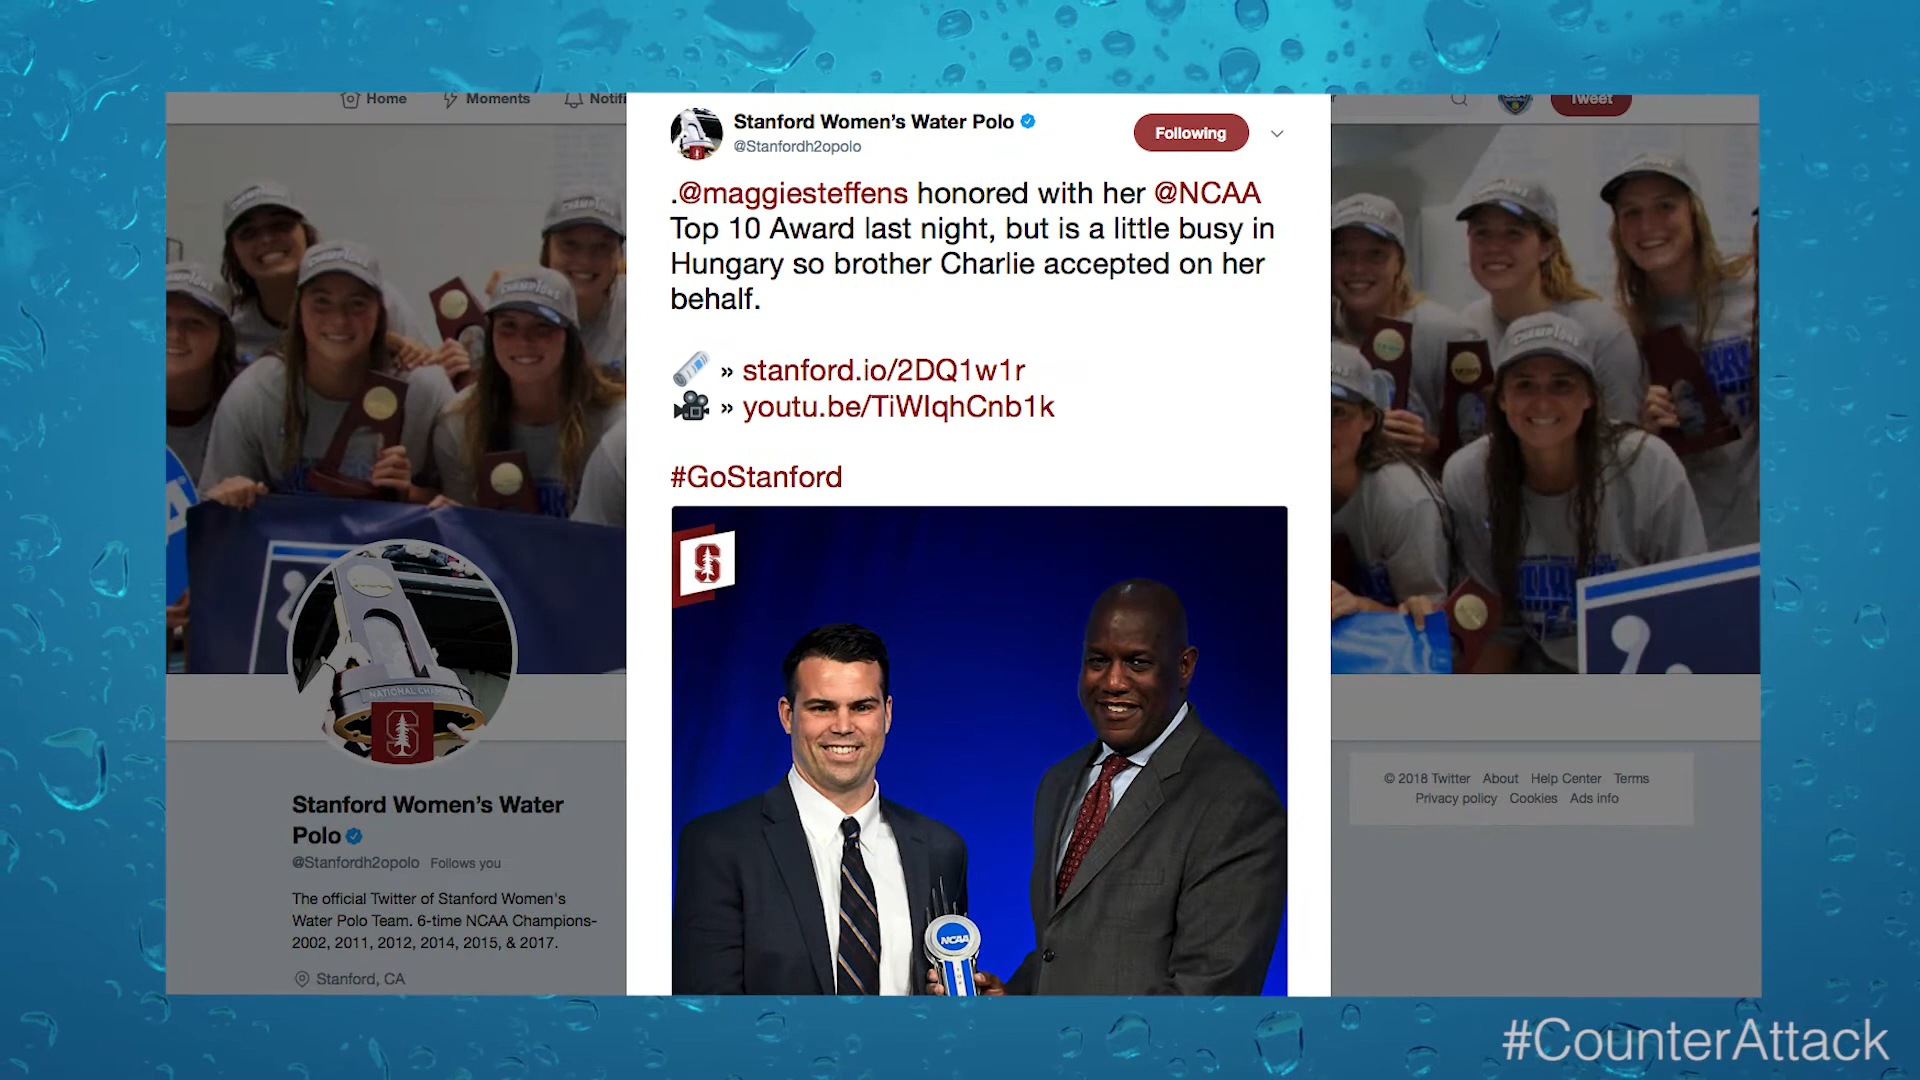 Home
Moments
Notifi
Tweet
Stanford Women's Water Polo
@Stanfordh2opolo
Following
.@maggiesteffens honored with her @NCAA
Top 10 Award last night, but is a little busy in
Hungary so brother Charlie accepted on her
behalf.
» stanford.io/2DQ1w1r
» youtu.be/TiWIqhCnb1k
#GoStanford
S
NCAA
NATIONAL
S
Stanford Women's Water
Polo
@Stanfordh2opolo Follows you
The official Twitter of Stanford Women's
Water Polo Team. 6-time NCAA Champions-
2002, 2011, 2012, 2014, 2015, & 2017.
Stanford, CA
© 2018 Twitter About Help Center Terms
Privacy policy Cookies Ads info
#CounterAttack